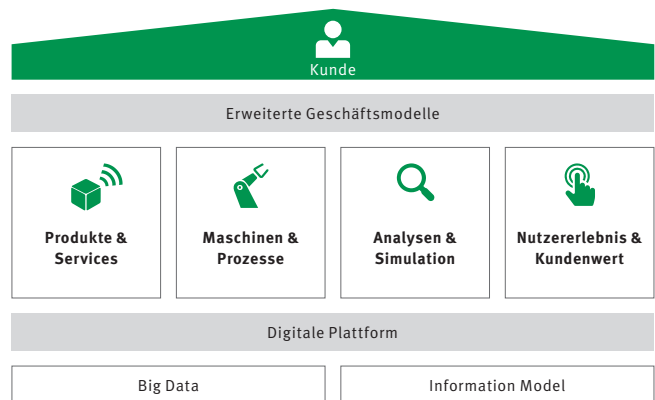 Kunde
Erweiterte Geschäftsmodelle
Produkte &
Services
Maschinen &
Prozesse
Analysen &
Simulation
Nutzererlebnis &
Kundenwert
Digitale Plattform
Big Data
Information Model